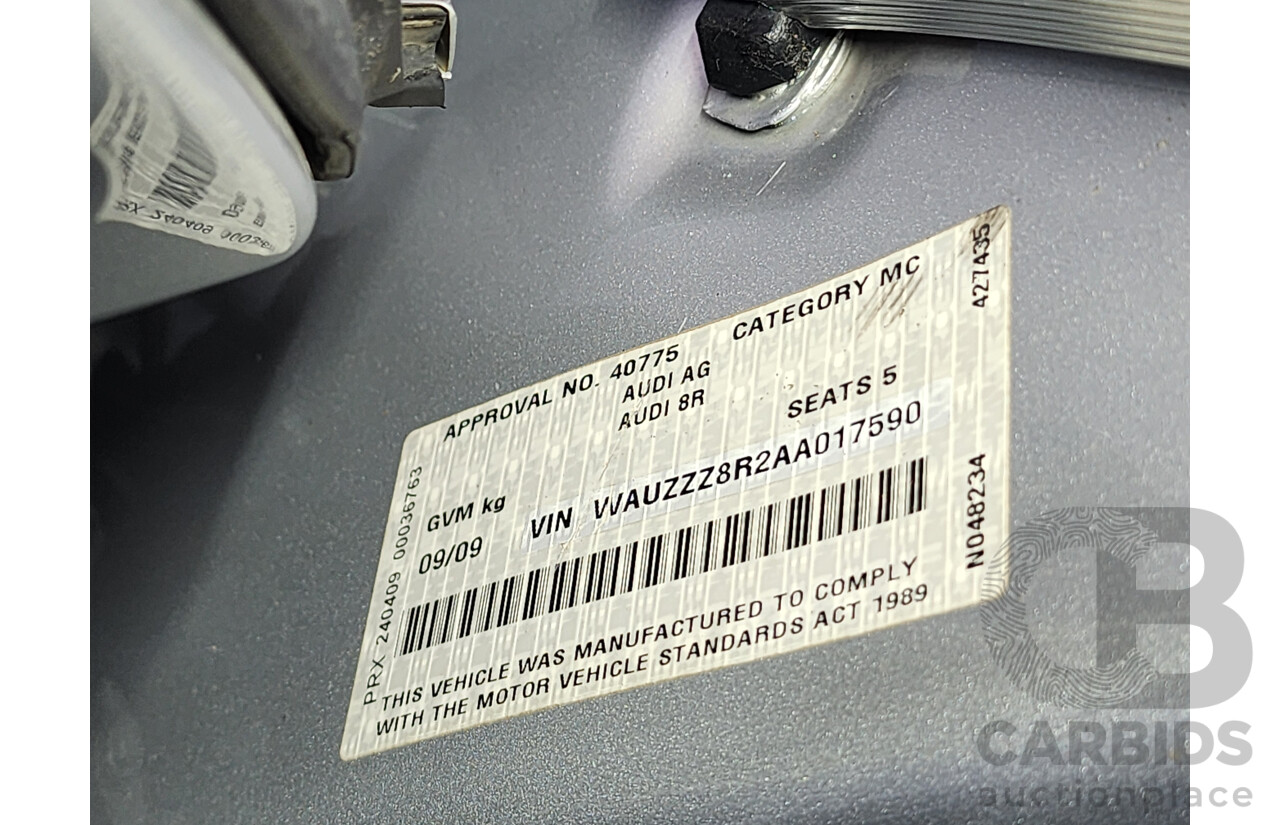 APPROVAL NO. 40775 CATEGORY MC
AUDI AG
AUDI 8R
SEATS 5
GVM kg
09/09
VIN WAUZZZ8R2AA017590
THIS VEHICLE WAS MANUFACTURED TO COMPLY
WITH THE MOTOR VEHICLE STANDARDS ACT 1989
PRX 240409 00036763
427435
N048234
CB
CARBIDS
auctionplace